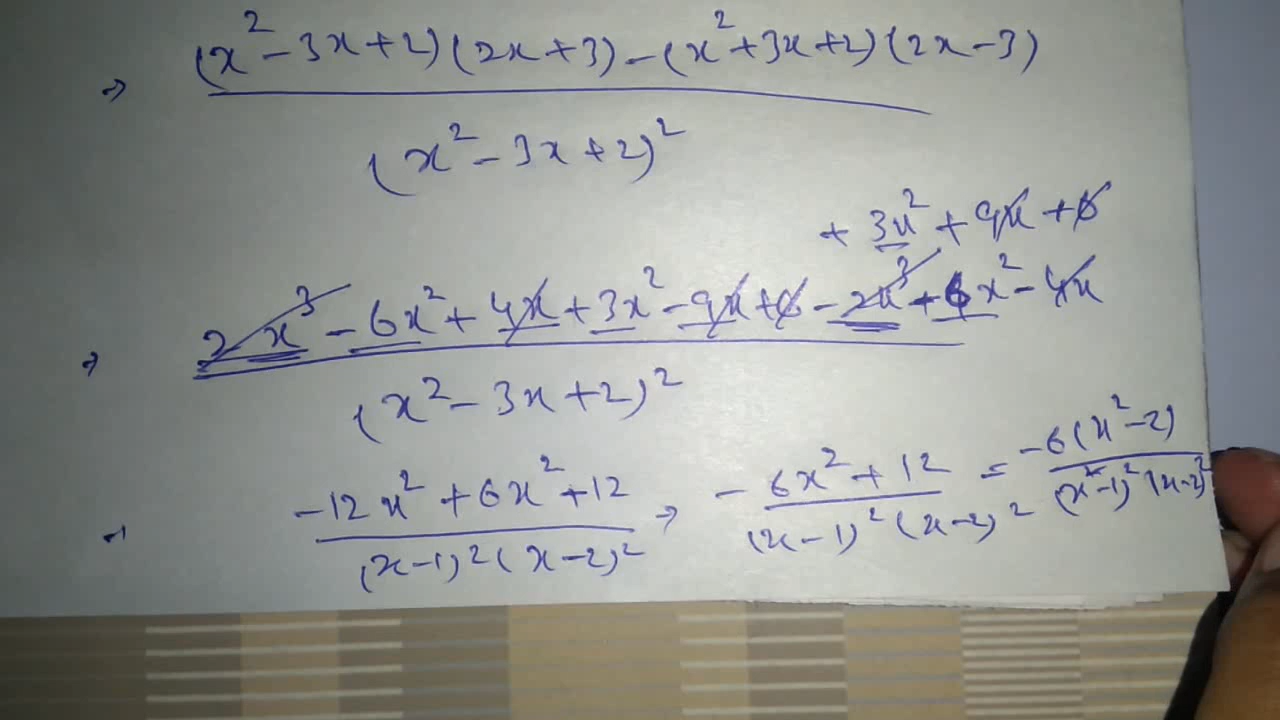 ⇒ (x² - 3x + 2) (2x + 3) - (x² + 3x + 2) (2x - 3)
(x² - 3x + 2)²
+ 3x² + 9x + 6
⇒ 2x³ - 6x² + 4x + 3x² - 9x + 6 - 2x³ + 6x² - 4x
(x² - 3x + 2)²
⇒ -12x² + 6x² + 12 ⇒ - 6x² + 12 = -6(x² - 2)
(x - 1)² (x - 2)² (x - 1)² (x - 2)² (x - 1)² (x - 2)²